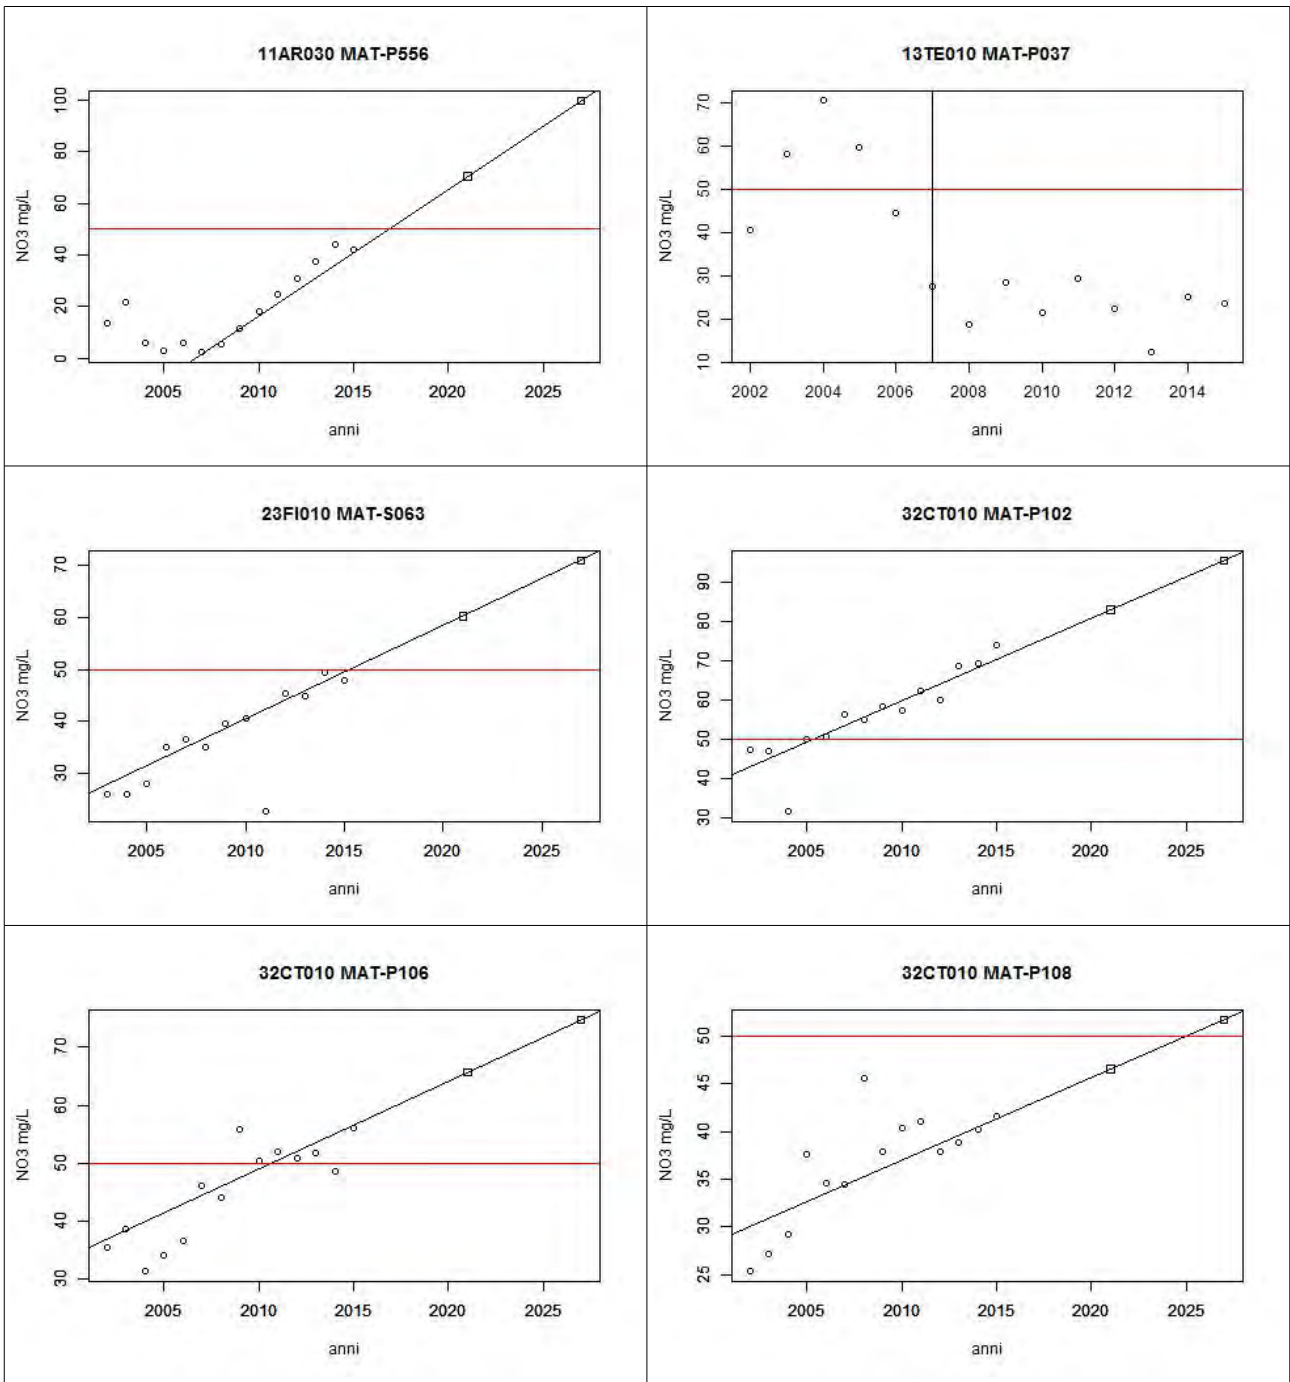 11AR030 MAT-P556
NO3 mg/L
100
80
60
40
20
0
2005 2010 2015 2020 2025
anni
13TE010 MAT-P037
NO3 mg/L
70
60
50
40
30
20
10
2002 2004 2006 2008 2010 2012 2014
anni
23FI010 MAT-S063
NO3 mg/L
70
60
50
40
30
2005 2010 2015 2020 2025
anni
32CT010 MAT-P102
NO3 mg/L
90
80
70
60
50
40
30
2005 2010 2015 2020 2025
anni
32CT010 MAT-P106
NO3 mg/L
70
60
50
40
30
2005 2010 2015 2020 2025
anni
32CT010 MAT-P108
NO3 mg/L
50
45
40
35
30
25
2005 2010 2015 2020 2025
anni